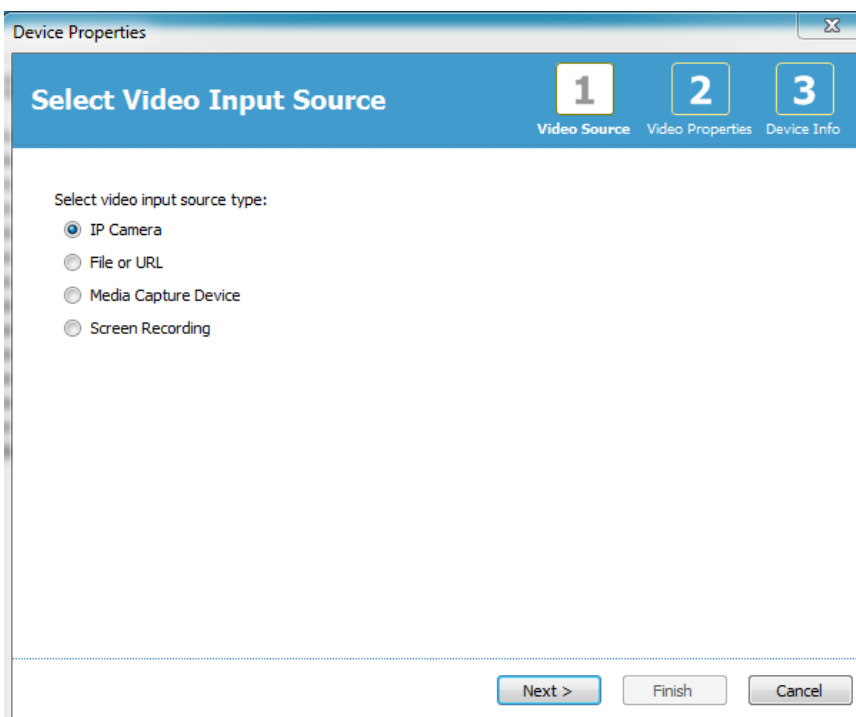 Device Properties
Select Video Input Source
1 2 3
Video Source Video Properties Device Info
Select video input source type:
IP Camera
File or URL
Media Capture Device
Screen Recording
Next > Finish Cancel